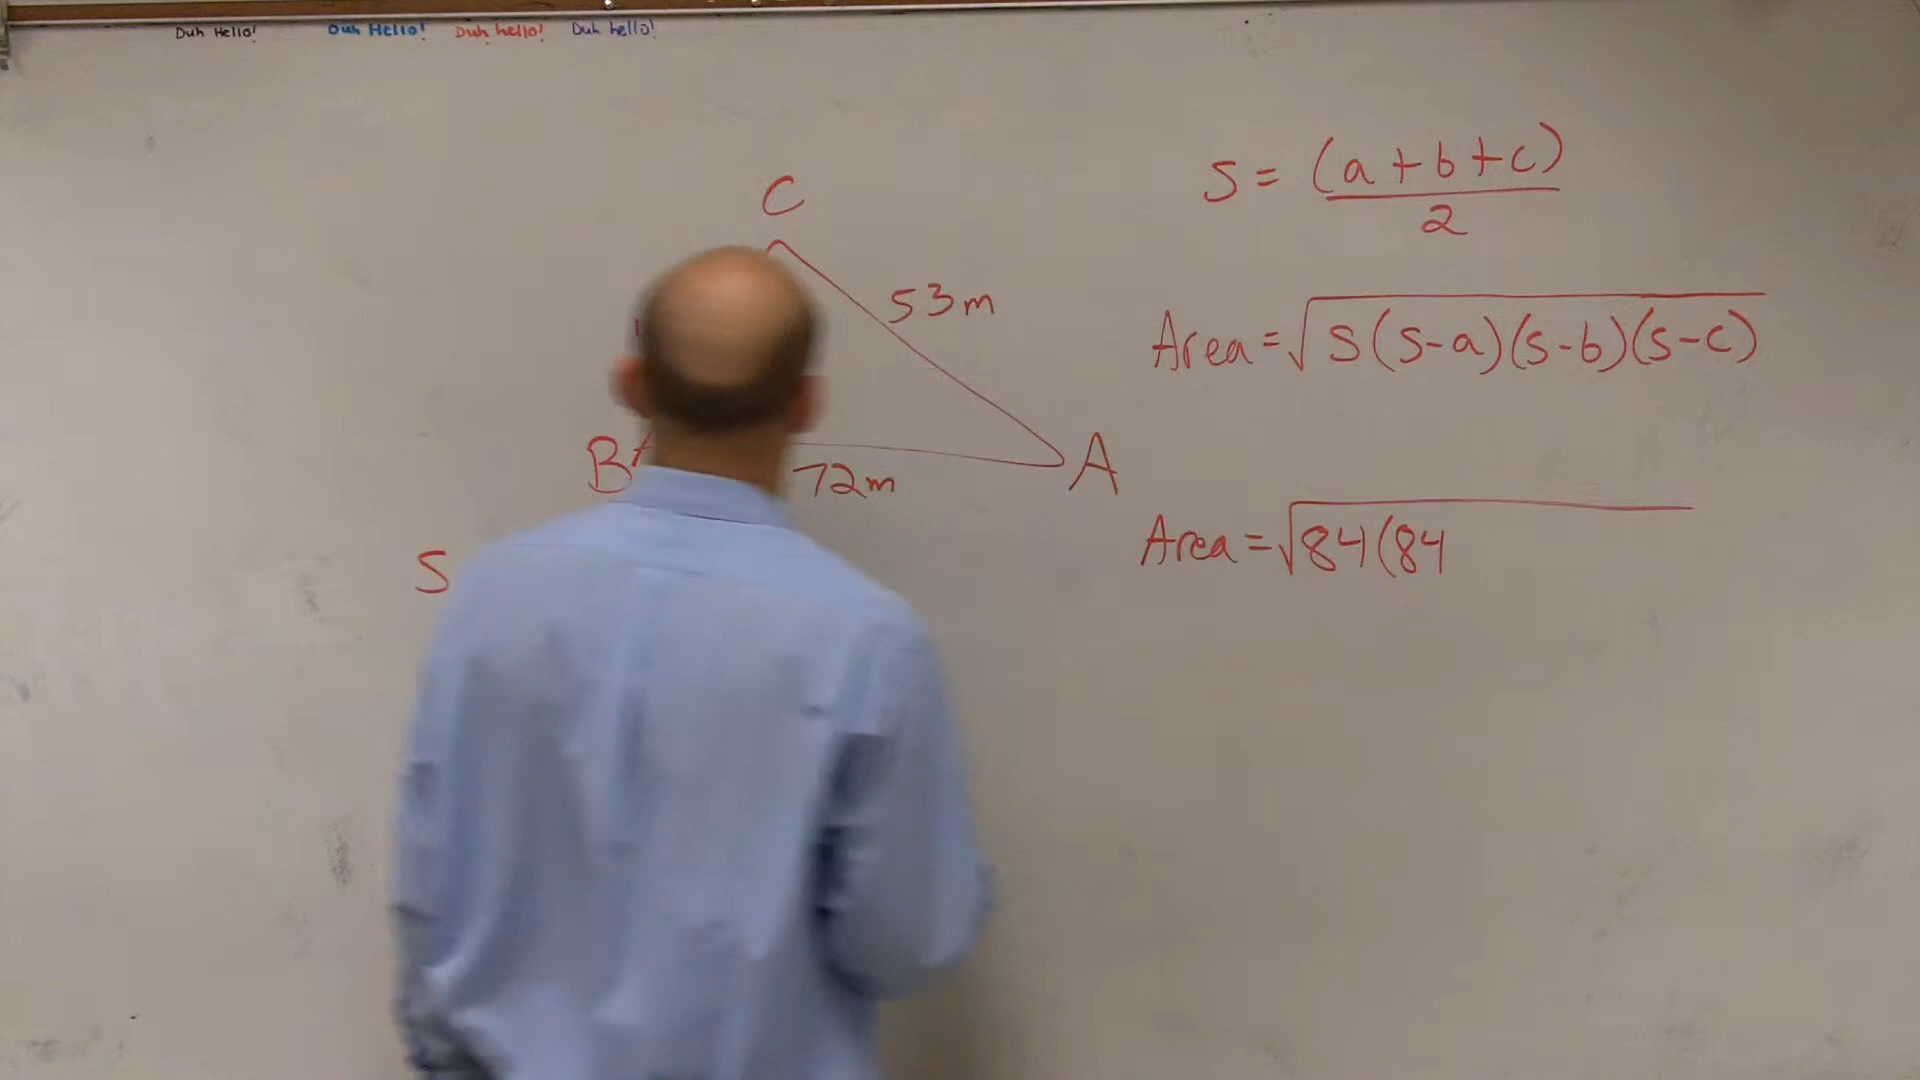 Duh Hello! Duh Hello! Duh hello! Duh hello!
C
53m
B
A
72m
S
S = (a+b+c)
2
Area = √S(S-a)(S-b)(S-c)
Area = √84(84